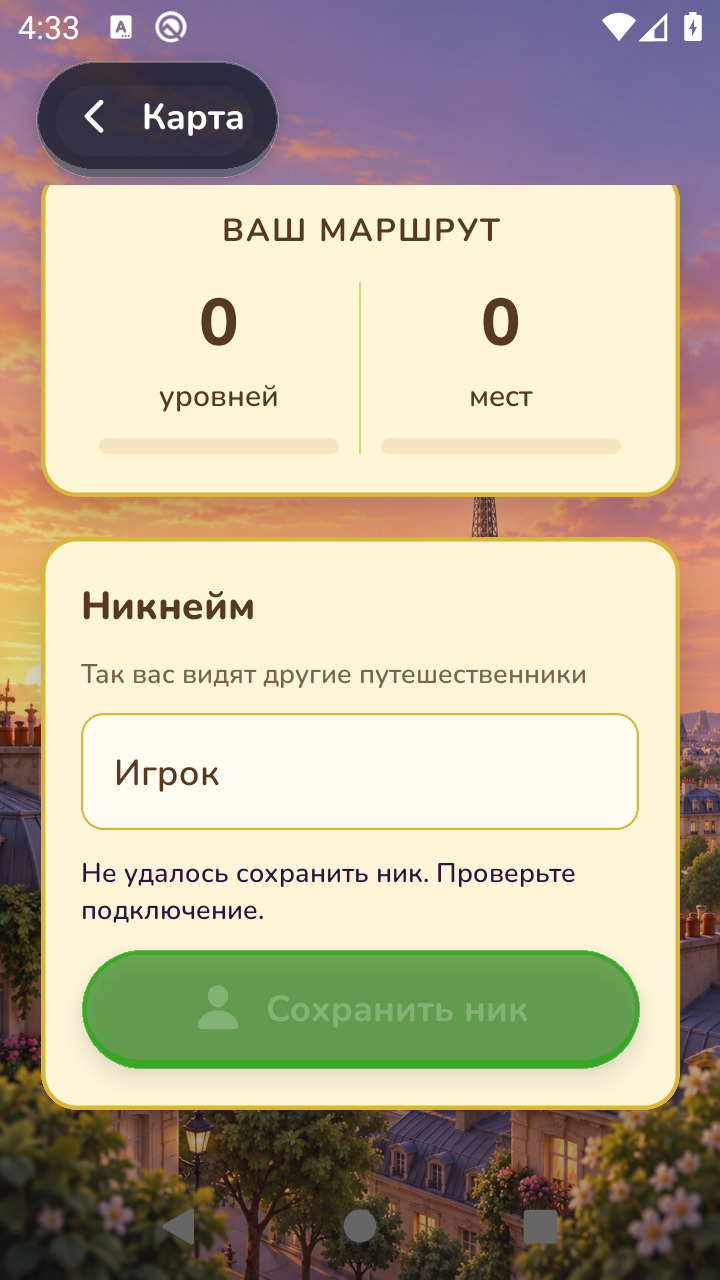 4:33
Карта
ВАШ МАРШРУТ
0 0
уровней мест
Никнейм
Так вас видят другие путешественники
Игрок
Не удалось сохранить ник. Проверьте
подключение.
Сохранить ник